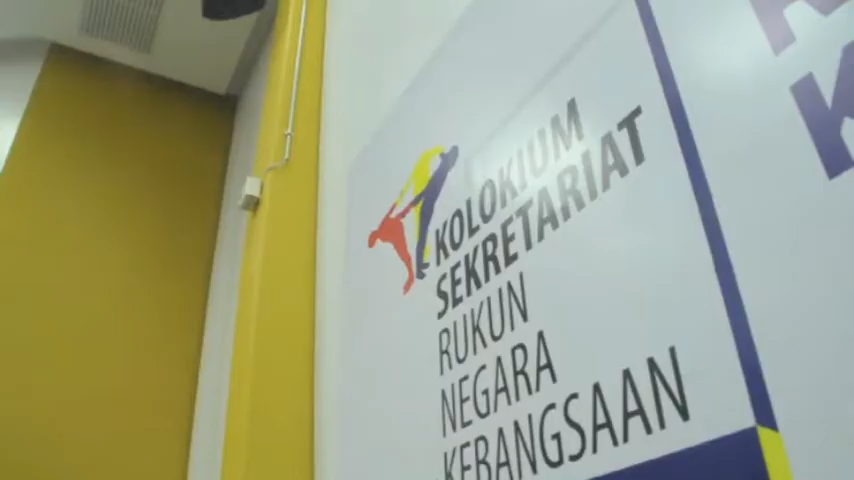 KOLOKIUM
SEKRETARIAT
RUKUN
NEGARA
KEBANGSAAN